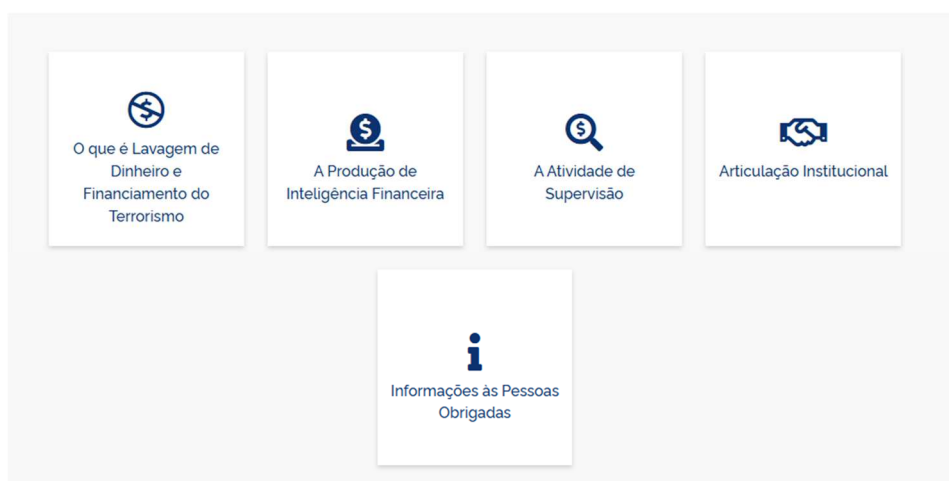 O que é Lavagem de
Dinheiro e
Financiamento do
Terrorismo
A Produção de
Inteligência Financeira
A Atividade de
Supervisão
Articulação Institucional
Informações às Pessoas
Obrigadas